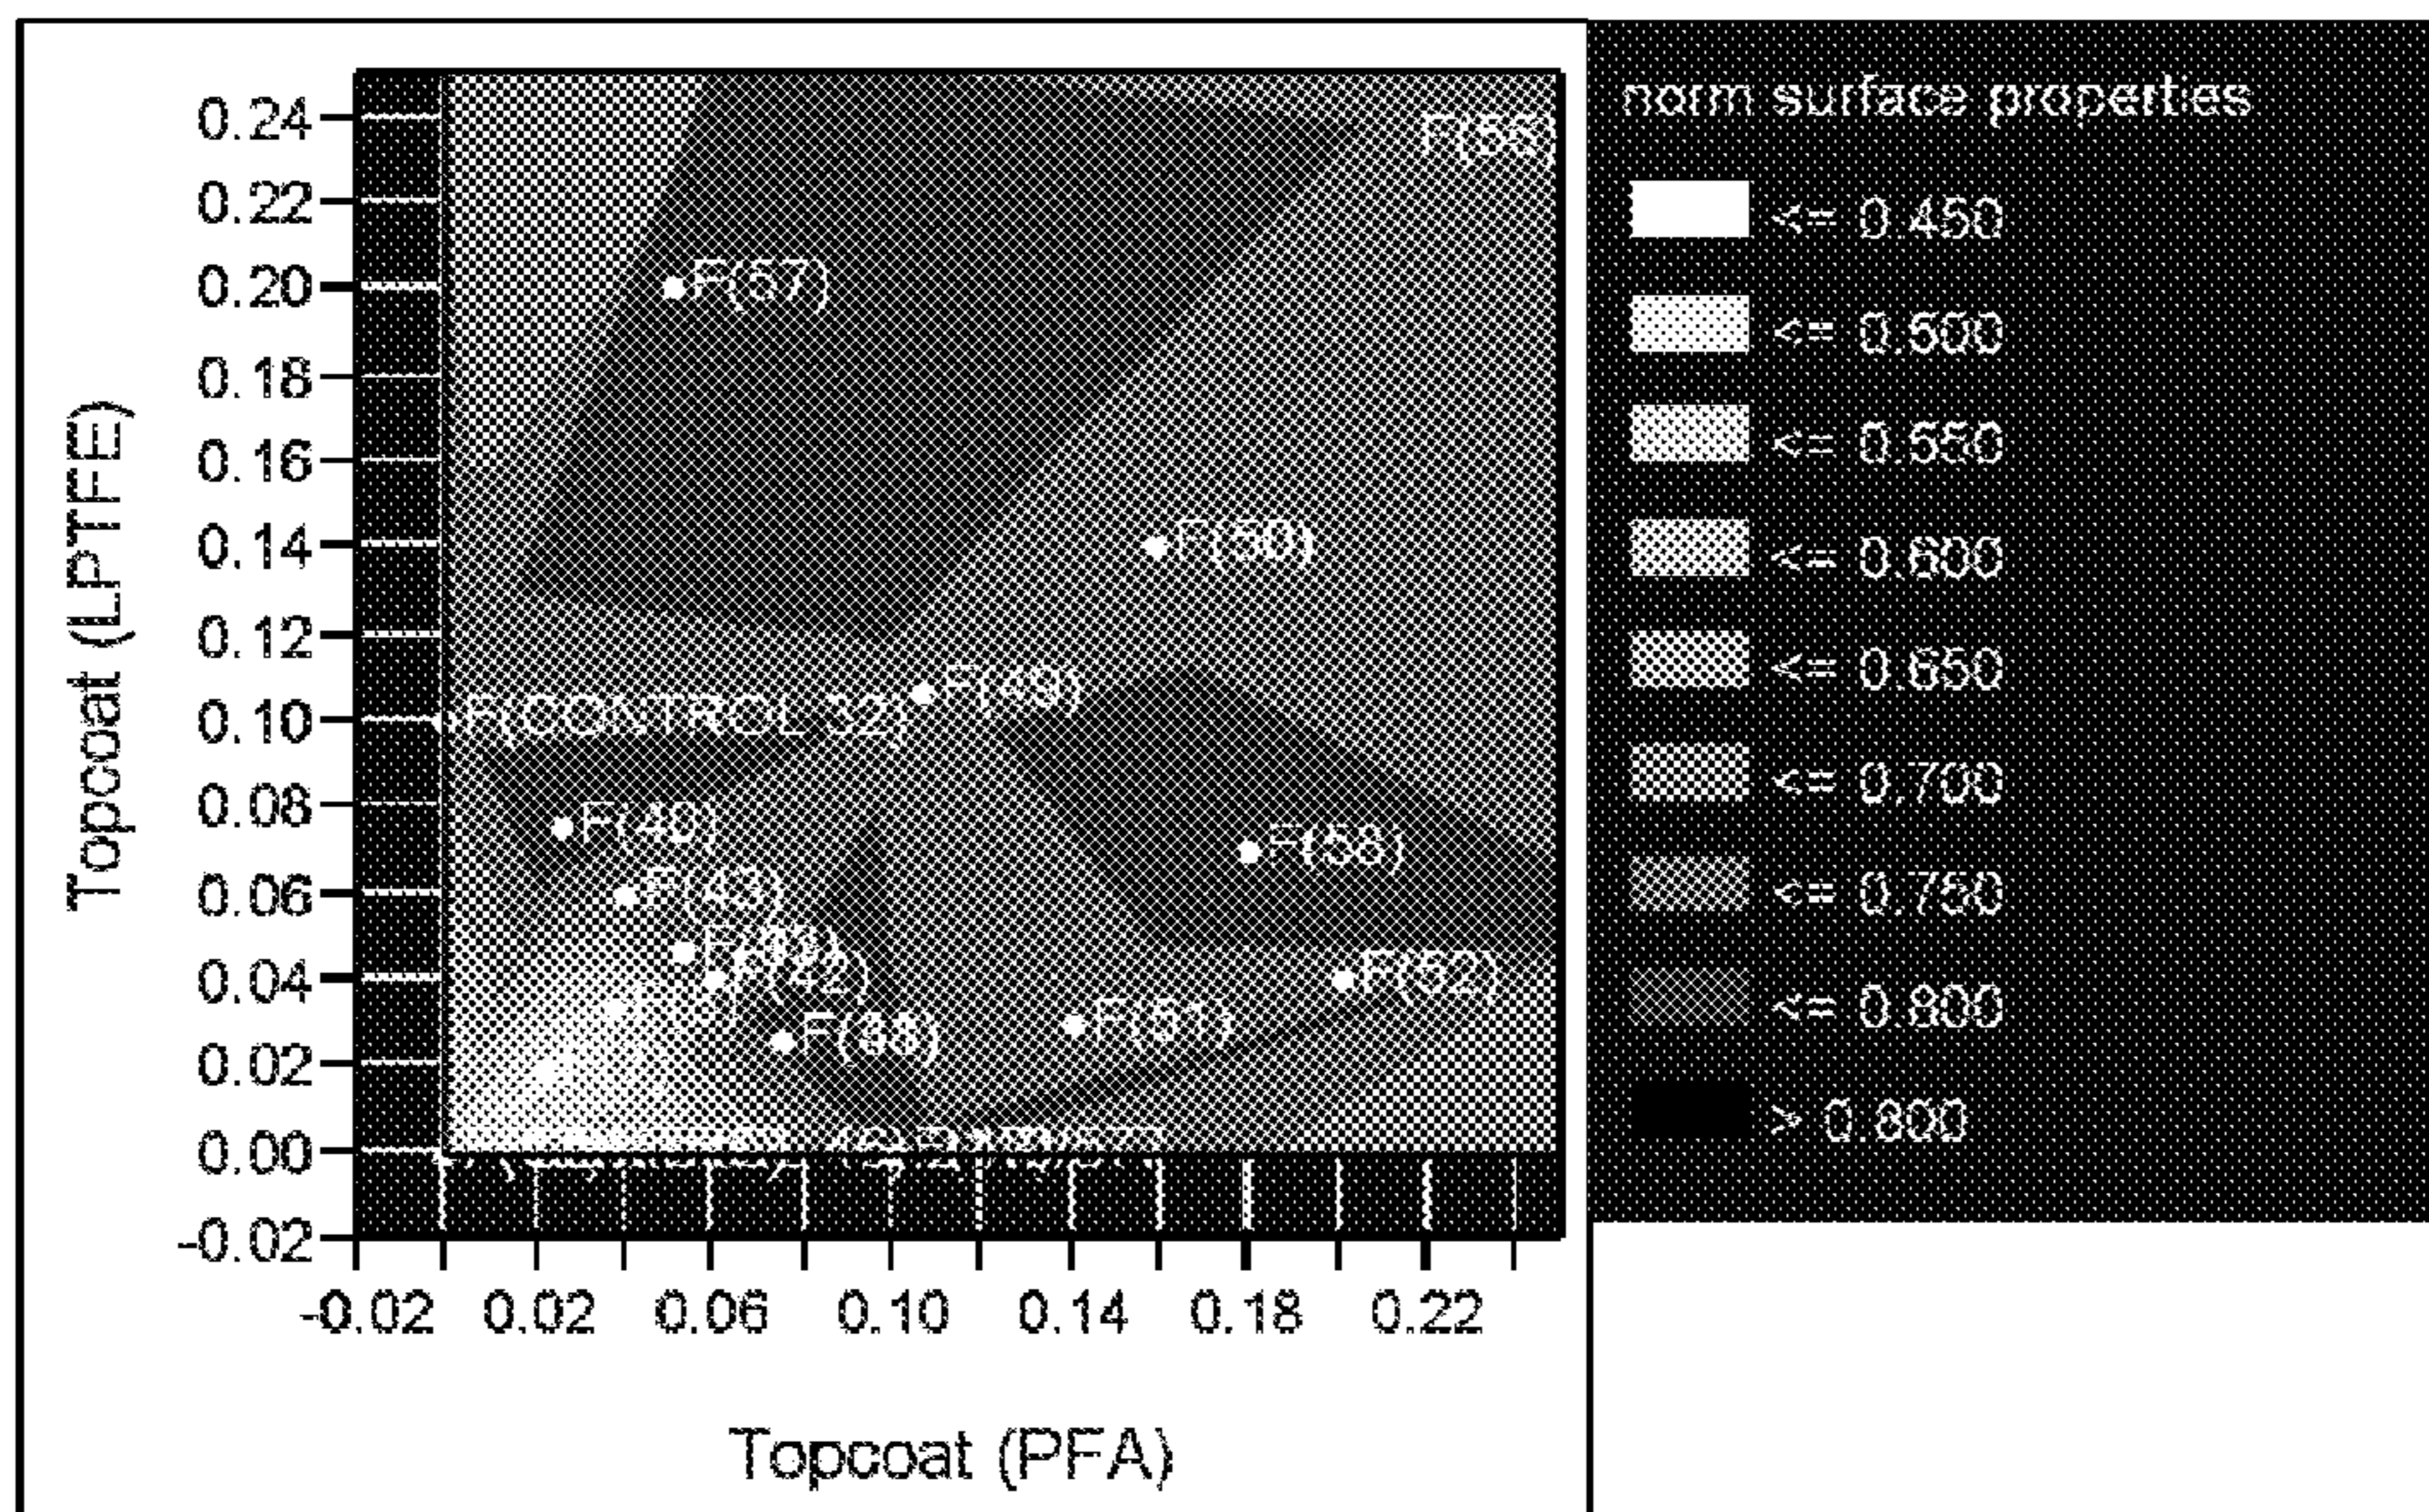 norm surface properties
<= 0.450
<= 0.500
<= 0.550
<= 0.600
<= 0.650
<= 0.700
<= 0.750
<= 0.800
> 0.800
Topcoat (LPTFE)
0.24
0.22
0.20
0.18
0.16
0.14
0.12
0.10
0.08
0.06
0.04
0.02
0.00
-0.02
F(56)
F(57)
F(50)
F(49)
F(CONTROL 32)
F(40)
F(58)
F(43)
F(42)
F(52)
F(51)
-0.02 0.02 0.06 0.10 0.14 0.18 0.22
Topcoat (PFA)